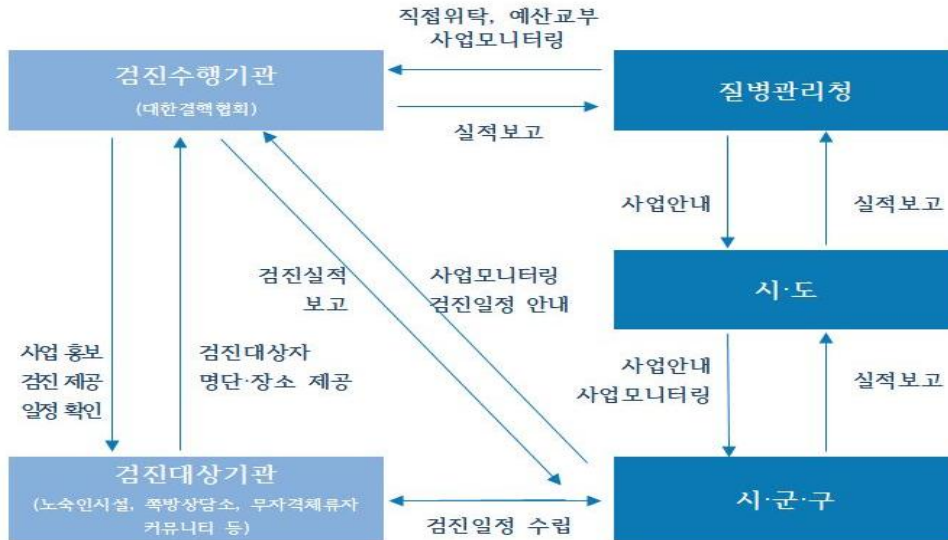 직접위탁, 예산교부
사업모니터링
검진수행기관
(대한결핵협회)
질병관리청
실적보고
사업안내
실적보고
검진실적
보고
사업모니터링
검진일정 안내
시·도
사업 홍보
검진 제공
일정 확인
검진대상자
명단·장소 제공
사업안내
사업모니터링
실적보고
검진대상기관
(노숙인시설, 쪽방상담소, 무자격체류자
커뮤니티 등)
검진일정 수립
시·군·구